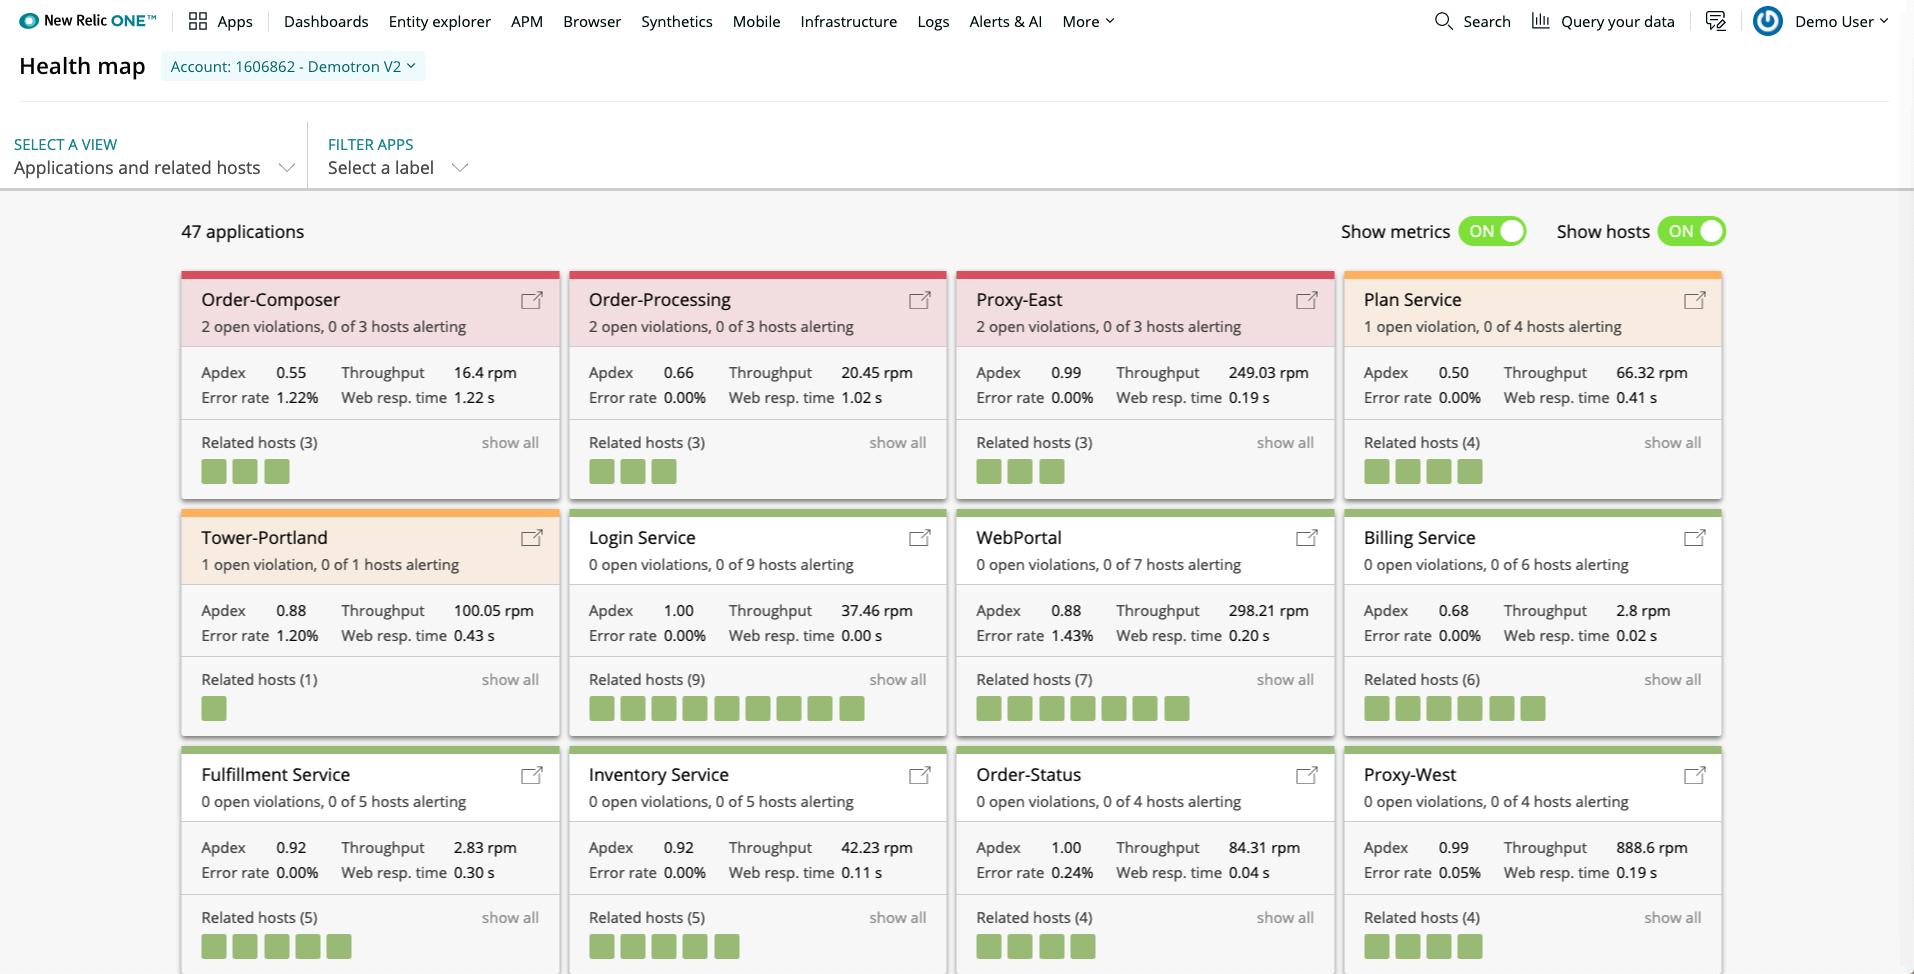 New Relic ONE™ Apps Dashboards Entity explorer APM Browser Synthetics Mobile Infrastructure Logs Alerts & AI More Search Query your data Demo User
Health map Account: 1606862 - Demotron V2
SELECT A VIEW FILTER APPS
Applications and related hosts Select a label
47 applications Show metrics ON Show hosts ON
Order-Composer Order-Processing Proxy-East Plan Service
2 open violations, 0 of 3 hosts alerting 2 open violations, 0 of 3 hosts alerting 2 open violations, 0 of 3 hosts alerting 1 open violation, 0 of 4 hosts alerting
Apdex 0.55 Throughput 16.4 rpm Apdex 0.66 Throughput 20.45 rpm Apdex 0.99 Throughput 249.03 rpm Apdex 0.50 Throughput 66.32 rpm
Error rate 1.22% Web resp. time 1.22 s Error rate 0.00% Web resp. time 1.02 s Error rate 0.00% Web resp. time 0.19 s Error rate 0.00% Web resp. time 0.41 s
Related hosts (3) show all Related hosts (3) show all Related hosts (3) show all Related hosts (4) show all
Tower-Portland Login Service WebPortal Billing Service
1 open violation, 0 of 1 hosts alerting 0 open violations, 0 of 9 hosts alerting 0 open violations, 0 of 7 hosts alerting 0 open violations, 0 of 6 hosts alerting
Apdex 0.88 Throughput 100.05 rpm Apdex 1.00 Throughput 37.46 rpm Apdex 0.88 Throughput 298.21 rpm Apdex 0.68 Throughput 2.8 rpm
Error rate 1.20% Web resp. time 0.43 s Error rate 0.00% Web resp. time 0.00 s Error rate 1.43% Web resp. time 0.20 s Error rate 0.00% Web resp. time 0.02 s
Related hosts (1) show all Related hosts (9) show all Related hosts (7) show all Related hosts (6) show all
Fulfillment Service Inventory Service Order-Status Proxy-West
0 open violations, 0 of 5 hosts alerting 0 open violations, 0 of 5 hosts alerting 0 open violations, 0 of 4 hosts alerting 0 open violations, 0 of 4 hosts alerting
Apdex 0.92 Throughput 2.83 rpm Apdex 0.92 Throughput 42.23 rpm Apdex 1.00 Throughput 84.31 rpm Apdex 0.99 Throughput 888.6 rpm
Error rate 0.00% Web resp. time 0.30 s Error rate 0.00% Web resp. time 0.11 s Error rate 0.24% Web resp. time 0.04 s Error rate 0.05% Web resp. time 0.19 s
Related hosts (5) show all Related hosts (5) show all Related hosts (4) show all Related hosts (4) show all